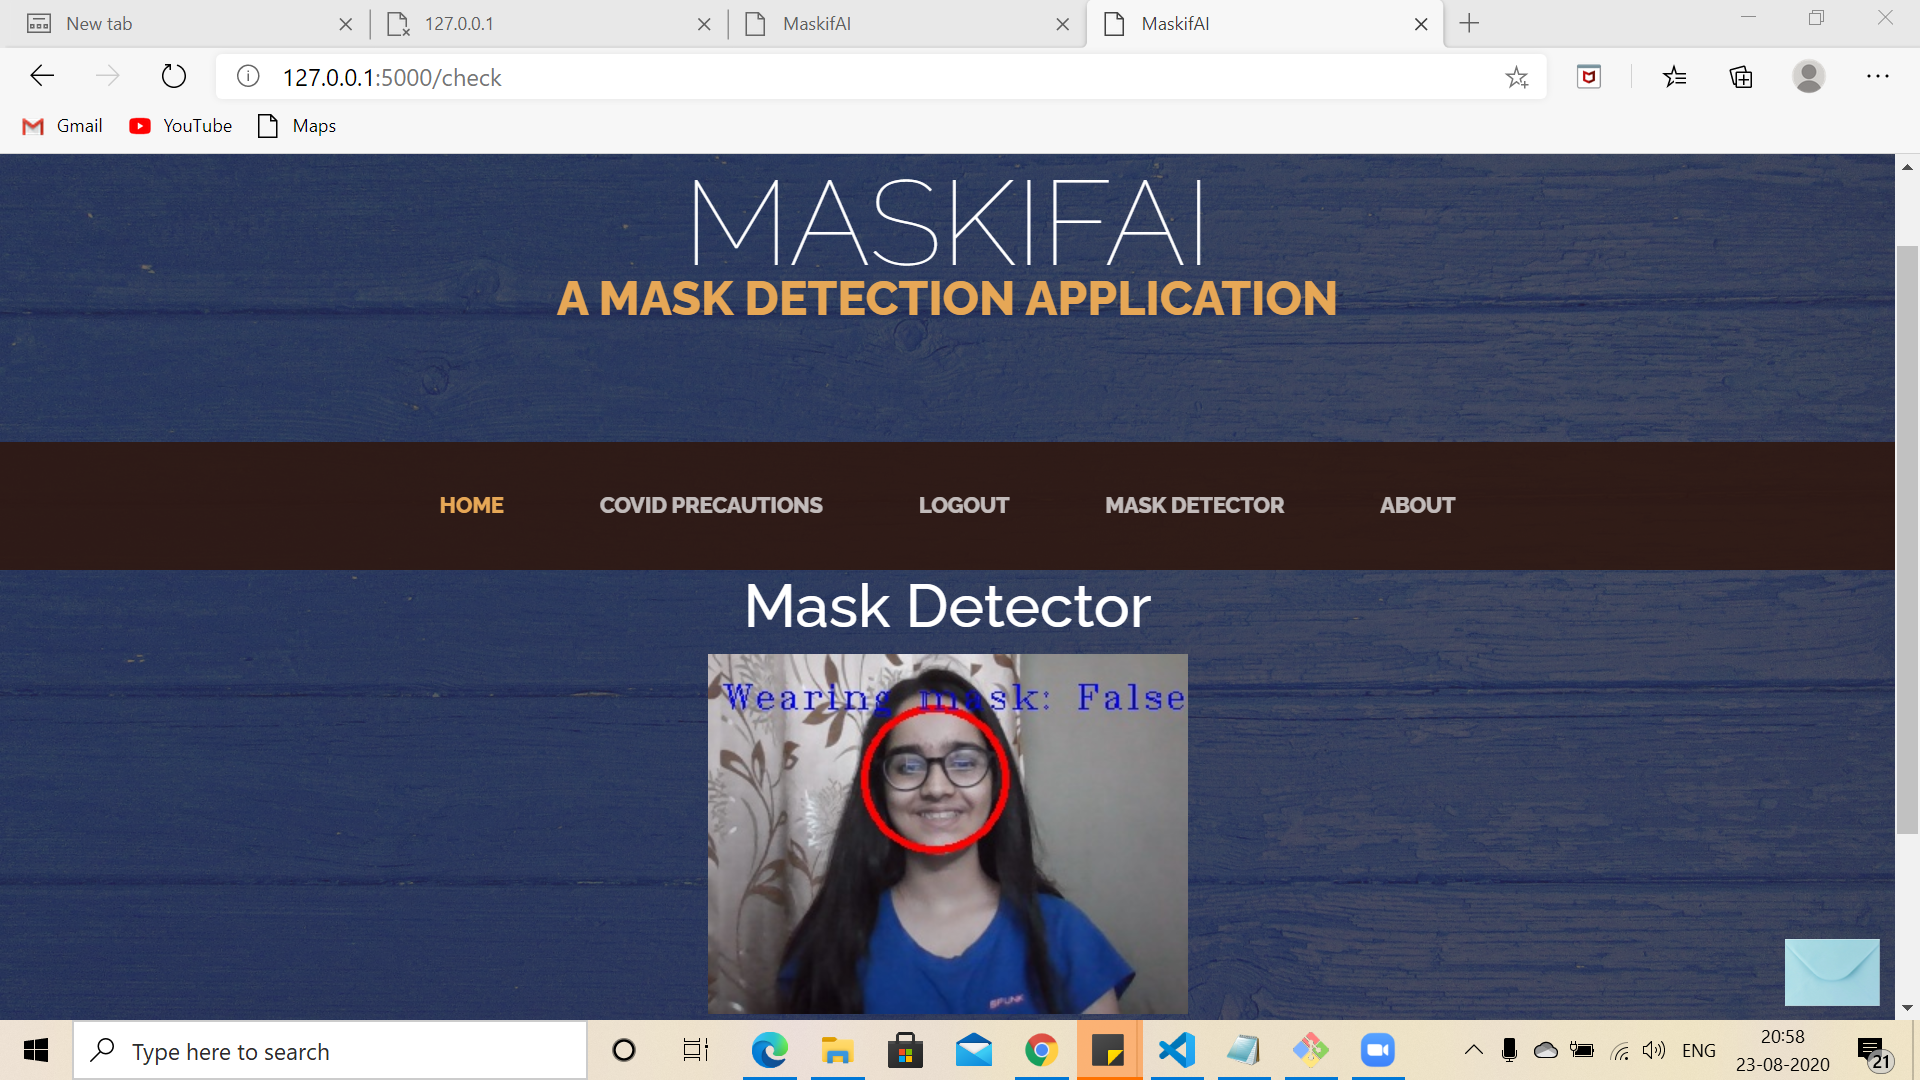 New tab
127.0.0.1
MaskifAI
MaskifAI
127.0.0.1:5000/check
Gmail
YouTube
Maps
MASKIFAI
A MASK DETECTION APPLICATION
HOME
COVID PRECAUTIONS
LOGOUT
MASK DETECTOR
ABOUT
Mask Detector
Wearing mask: False
SPUNK
Type here to search
ENG
20:58
23-08-2020
21